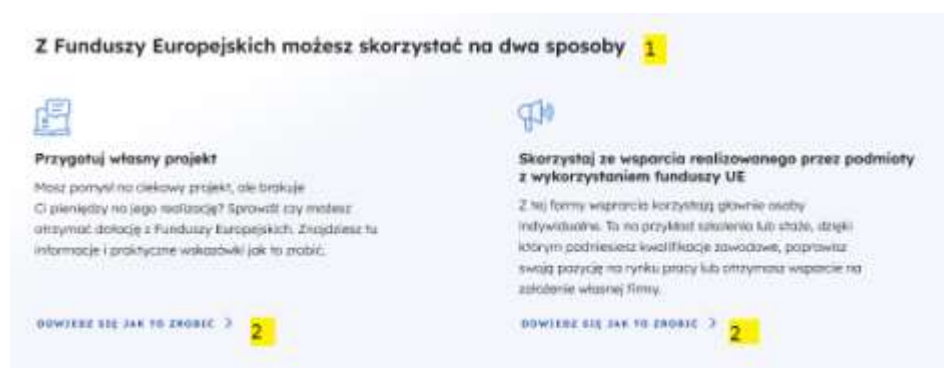 Z Funduszy Europejskich możesz skorzystać na dwa sposoby 1
Przygotuj własny projekt
Masz pomysł na ciekawy projekt, ale brakuje
Ci pieniędzy na jego realizację? Sprawdź czy możesz
otrzymać dotację z Funduszy Europejskich. Znajdziesz tu
informacje i praktyczne wskazówki jak to zrobić.
DOWIEDZ SIĘ JAK TO ZROBIĆ > 2
Skorzystaj ze wsparcia realizowanego przez podmioty
z wykorzystaniem funduszy UE
Z tej formy wsparcia korzystają głównie osoby
indywidualne. To na przykład szkolenia lub staże, dzięki
którym podniesiesz kwalifikacje zawodowe, poprawisz
swoją pozycję na rynku pracy lub otrzymasz wsparcie na
założenie własnej firmy.
DOWIEDZ SIĘ JAK TO ZROBIĆ > 2